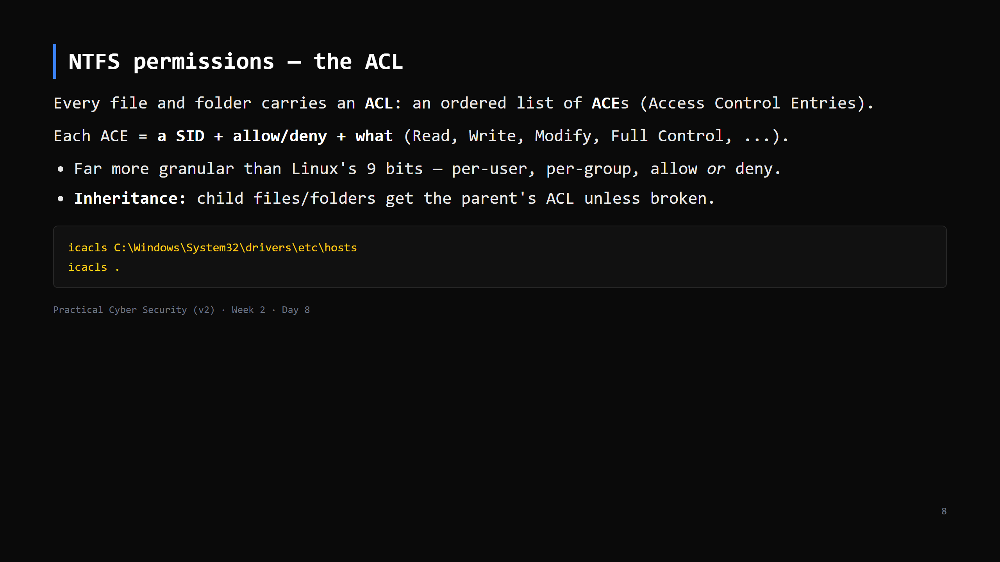 NTFS permissions — the ACL
Every file and folder carries an ACL: an ordered list of ACEs (Access Control Entries).
Each ACE = a SID + allow/deny + what (Read, Write, Modify, Full Control, ...).
• Far more granular than Linux's 9 bits — per-user, per-group, allow or deny.
• Inheritance: child files/folders get the parent's ACL unless broken.
icacls C:\Windows\System32\drivers\etc\hosts
icacls .
Practical Cyber Security (v2) · Week 2 · Day 8
8